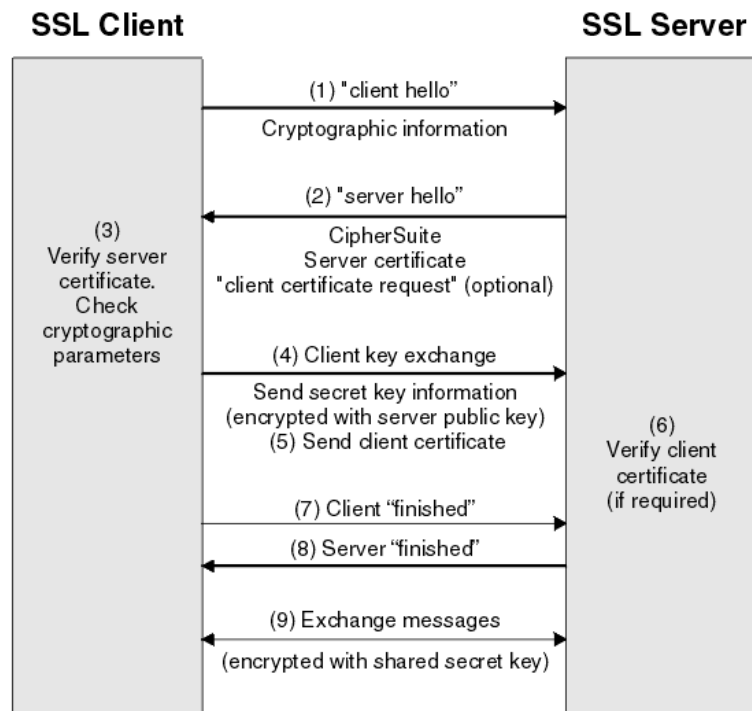 SSL Client
SSL Server
(1) "client hello”
Cryptographic information
(2) "server hello”
CipherSuite
Server certificate
"client certificate request" (optional)
(3)
Verify server
certificate.
Check
cryptographic
parameters
(4) Client key exchange
Send secret key information
(encrypted with server public key)
(5) Send client certificate
(6)
Verify client
certificate
(if required)
(7) Client “finished”
(8) Server “finished”
(9) Exchange messages
(encrypted with shared secret key)